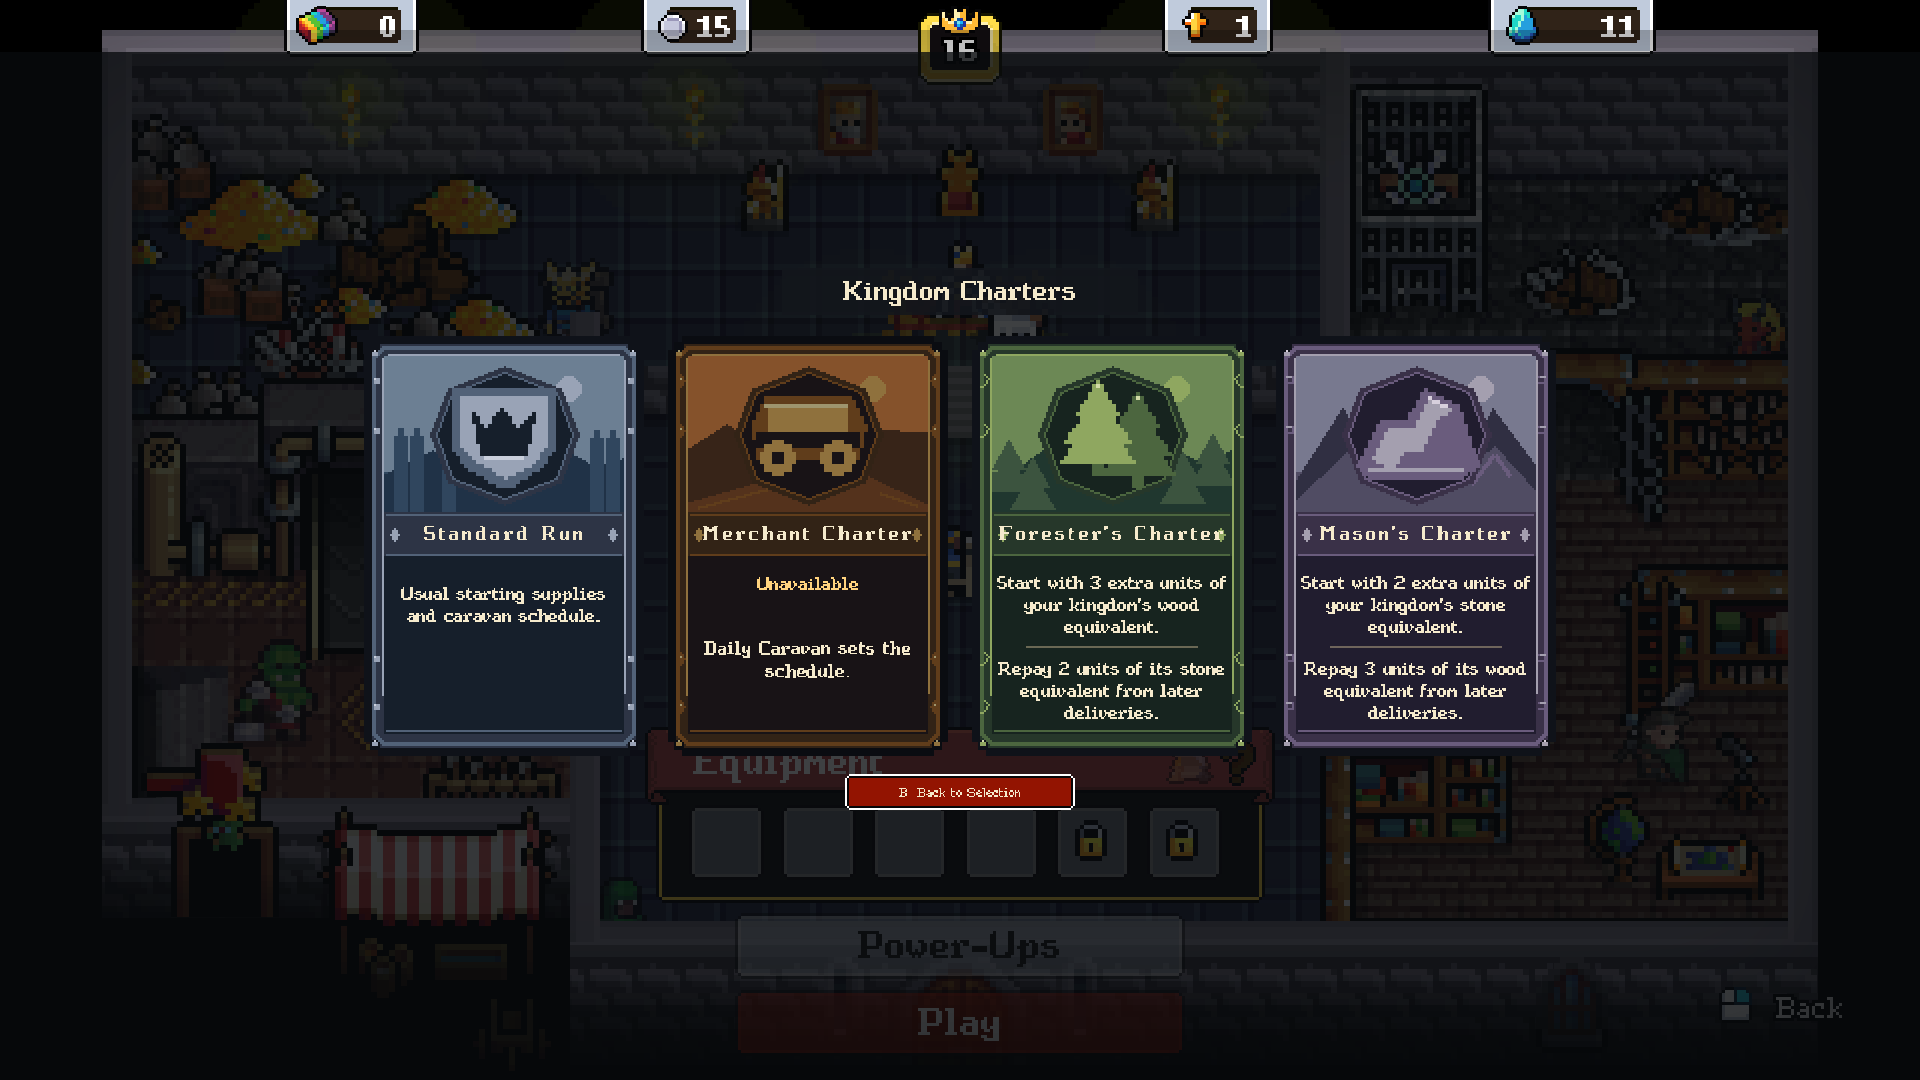 0
15
16
1
11
Kingdom Charters
Standard Run
Usual starting supplies
and caravan schedule.
Merchant Charter
Unavailable
Daily Caravan sets the
schedule.
Forester's Charter
Start with 3 extra units of
your kingdom's wood
equivalent.
Repay 2 units of its stone
equivalent from later
deliveries.
Mason's Charter
Start with 2 extra units of
your kingdom's stone
equivalent.
Repay 3 units of its wood
equivalent from later
deliveries.
Equipment
B Back to Selection
Power-Ups
Play
Back